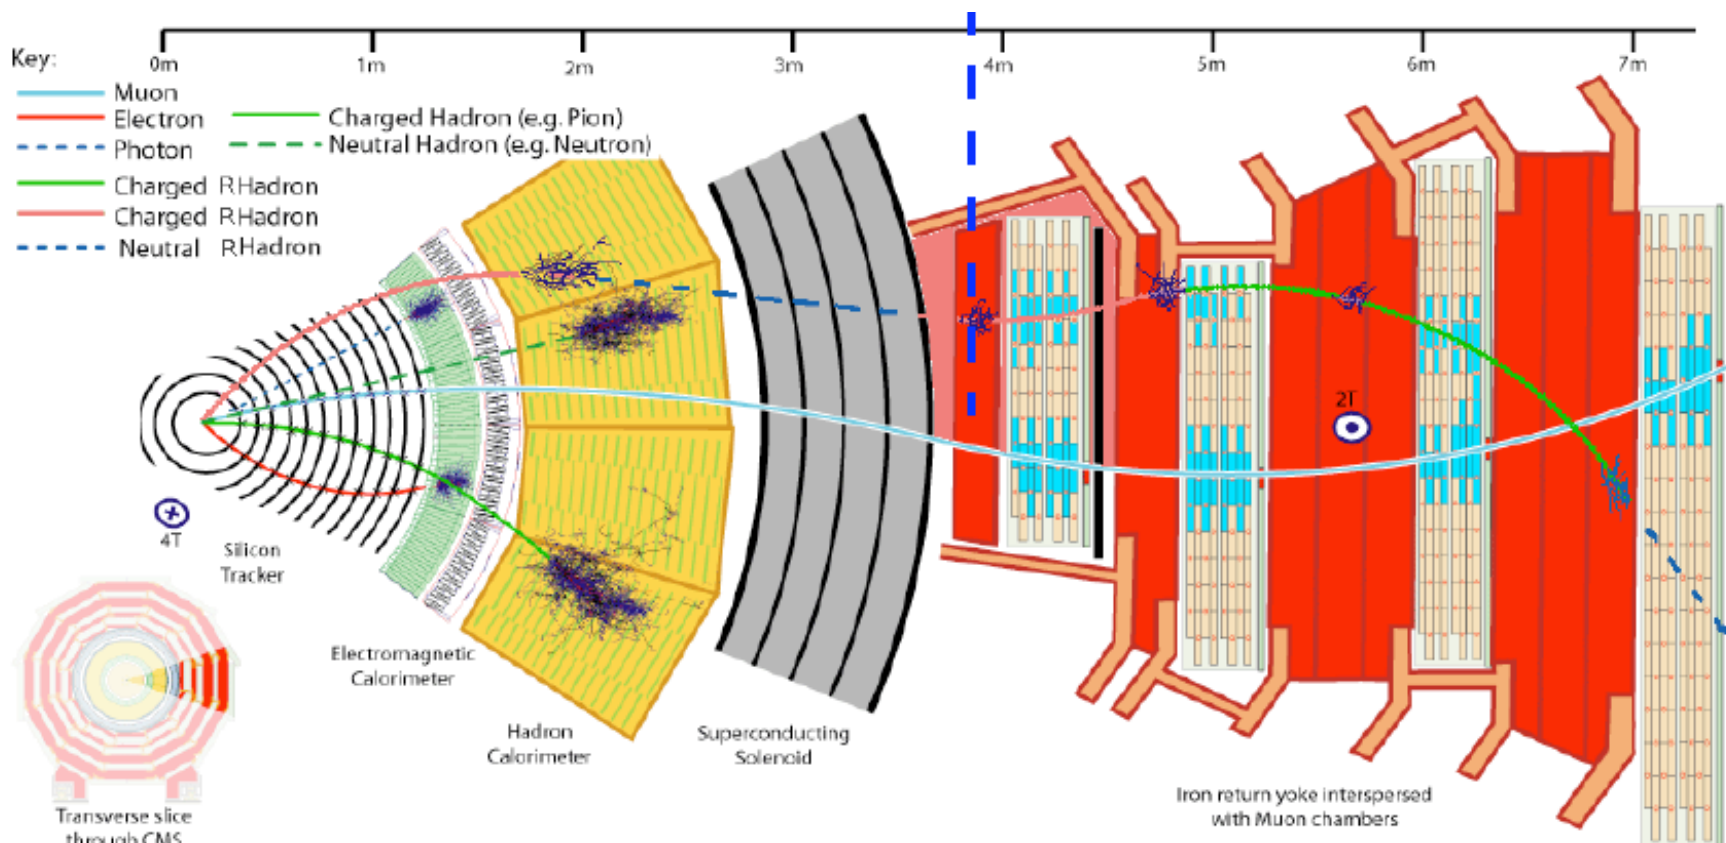 Key:
0m 1m 2m 3m 4m 5m 6m 7m
Muon
Electron
Photon
Charged Hadron (e.g. Pion)
Neutral Hadron (e.g. Neutron)
Charged RHadron
Charged RHadron
Neutral RHadron
2T
4T
Silicon
Tracker
Electromagnetic
Calorimeter
Hadron
Calorimeter
Superconducting
Solenoid
Iron return yoke interspersed
with Muon chambers
Transverse slice
through CMS